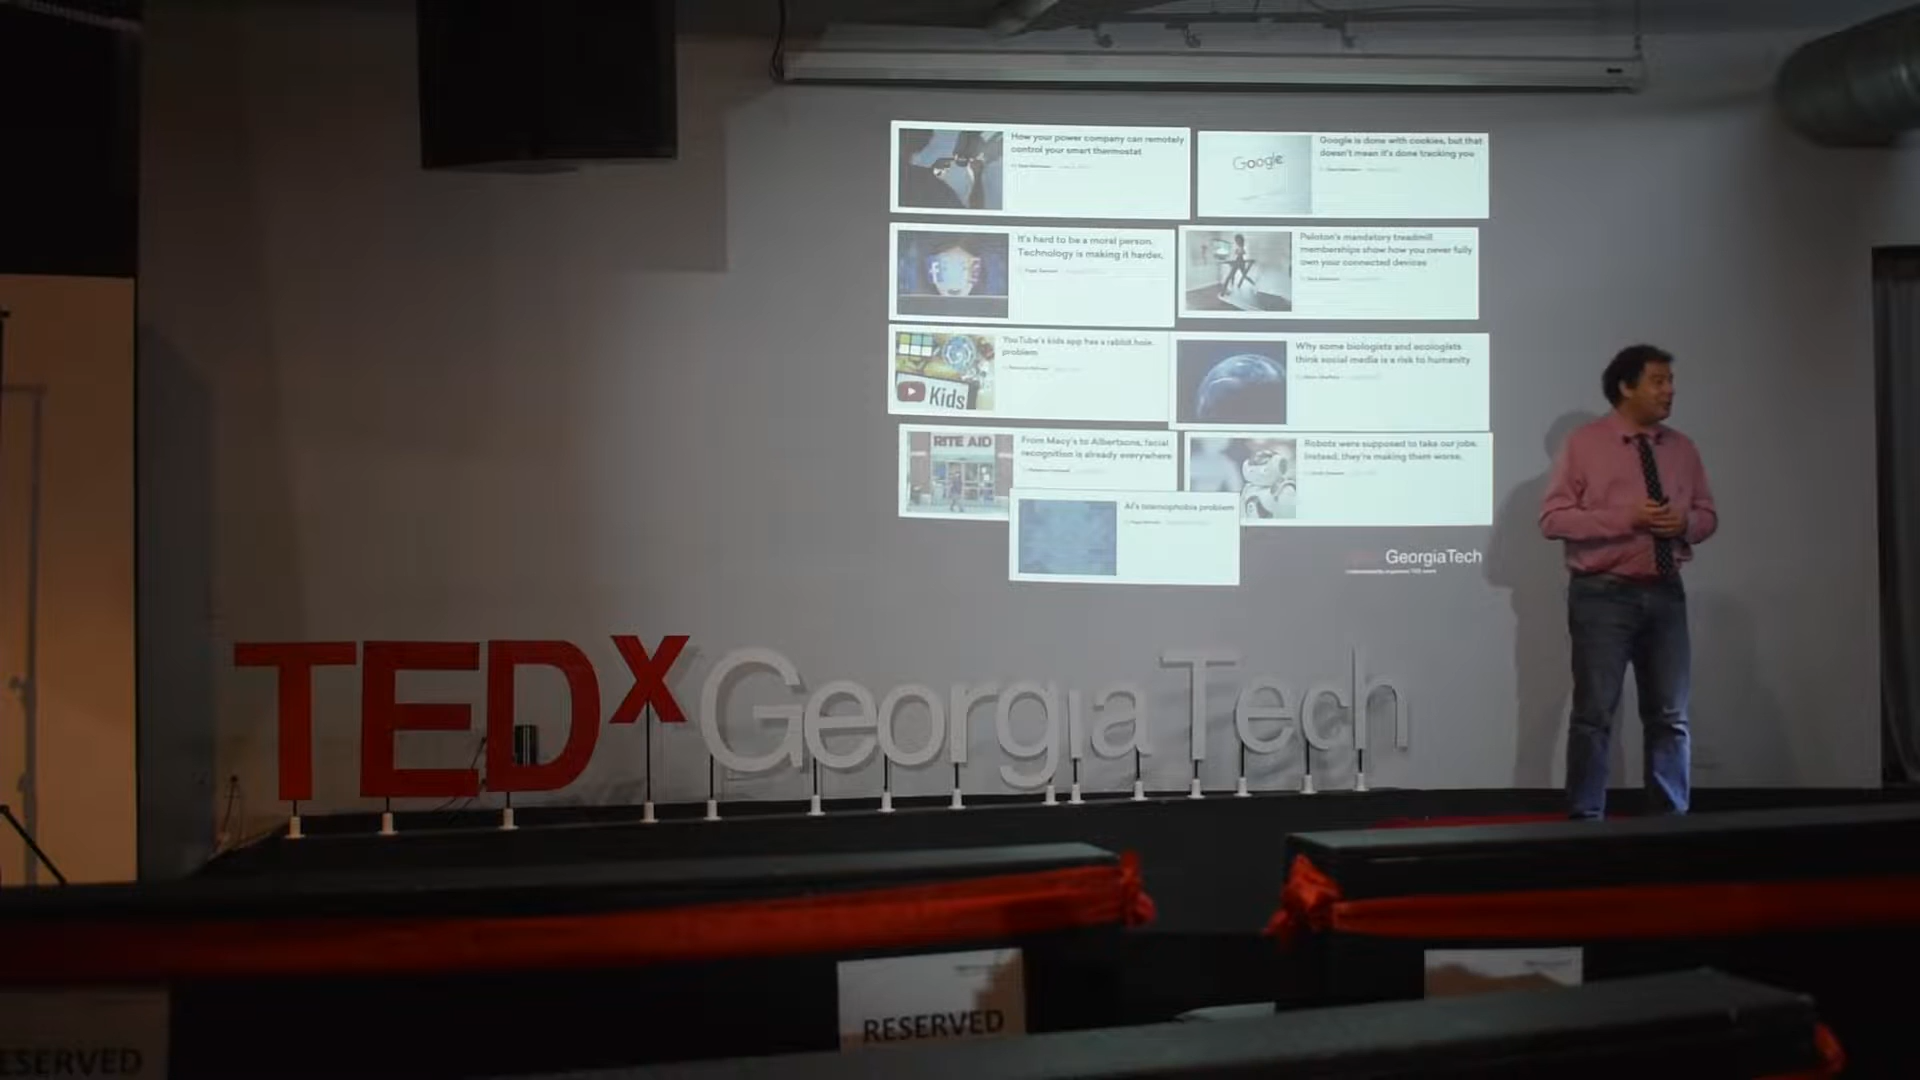 How your power company can remotely
control your smart thermostat
Google is done with cookies, but that
doesn't mean it's done tracking you
Google
It's hard to be a moral person.
Technology is making it harder.
Peloton's mandatory treadmill
memberships show how you never fully
own your connected devices
YouTube's kids app has a rabbit hole
problem
Kids
Why some biologists and ecologists
think social media is a risk to humanity
RITE AID
From Macy's to Albertsons, facial
recognition is already everywhere
Robots were supposed to take our jobs.
Instead, they're making them worse.
AI's Islamophobia problem
GeorgiaTech
TEDxGeorgiaTech
RESERVED
ESERVED